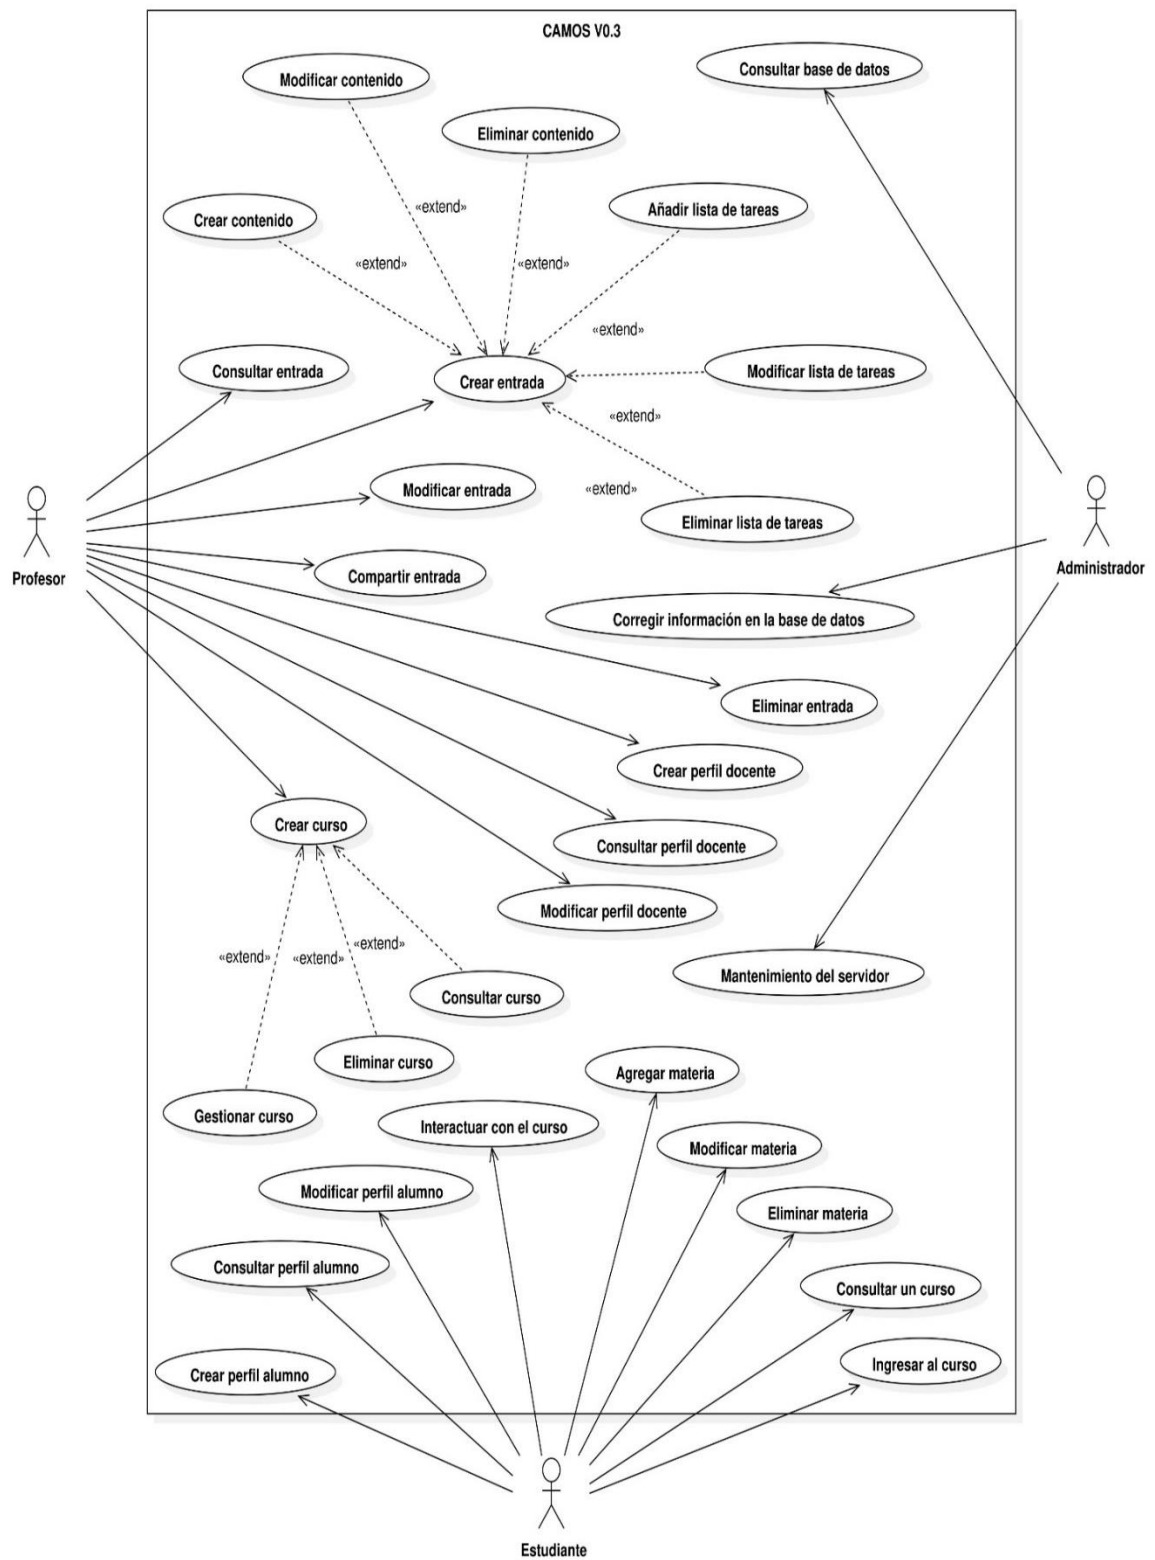 CAMOS V0.3
Consultar base de datos
Modificar contenido
Eliminar contenido
«extend»
Añadir lista de tareas
Crear contenido
«extend»
«extend»
«extend»
Consultar entrada
Crear entrada
Modificar lista de tareas
«extend»
Modificar entrada
«extend»
Eliminar lista de tareas
Profesor
Compartir entrada
Administrador
Corregir información en la base de datos
Eliminar entrada
Crear perfil docente
Crear curso
Consultar perfil docente
Modificar perfil docente
«extend»
«extend»
«extend»
Mantenimiento del servidor
Consultar curso
Eliminar curso
Agregar materia
Gestionar curso
Interactuar con el curso
Modificar materia
Modificar perfil alumno
Eliminar materia
Consultar perfil alumno
Consultar un curso
Crear perfil alumno
Ingresar al curso
Estudiante